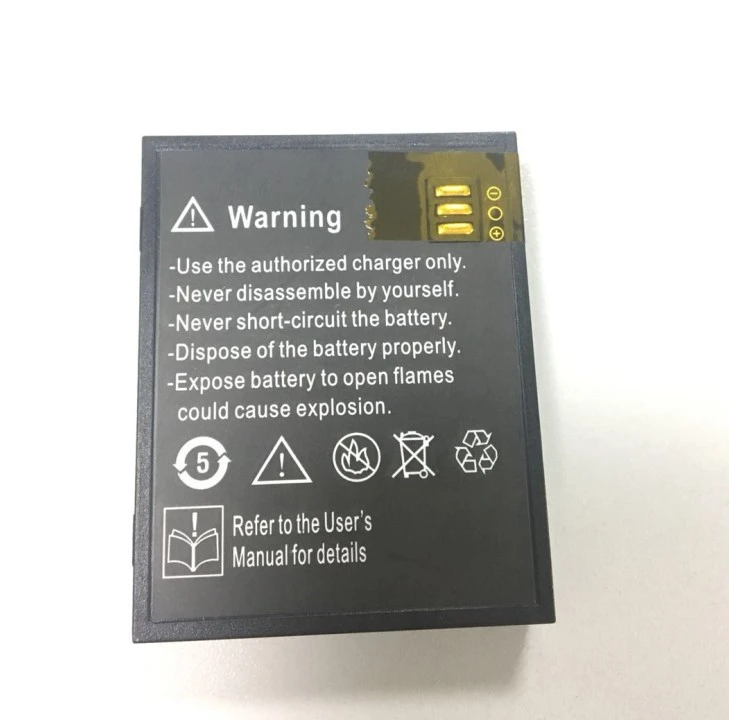 Warning
-Use the authorized charger only.
-Never disassemble by yourself.
-Never short-circuit the battery.
-Dispose of the battery properly.
-Expose battery to open flames
could cause explosion.
5
Refer to the User's
Manual for details